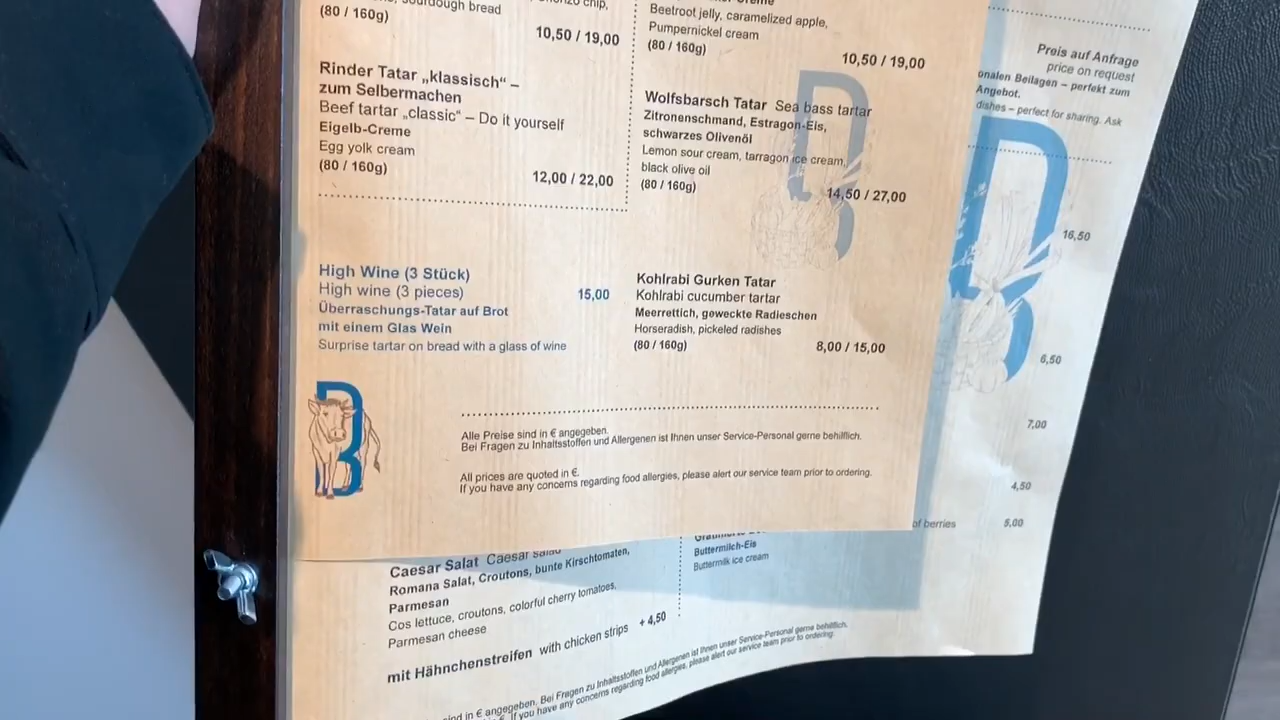 sourdough bread
(80 / 160g)
10,50 / 19,00
Rinder Tatar „klassisch“ –
zum Selbermachen
Beef tartar „classic“ – Do it yourself
Eigelb-Creme
Egg yolk cream
(80 / 160g)
12,00 / 22,00
High Wine (3 Stück)
High wine (3 pieces)
15,00
Überraschungs-Tatar auf Brot
mit einem Glas Wein
Surprise tartar on bread with a glass of wine
Beetroot jelly, caramelized apple,
Pumpernickel cream
(80 / 160g)
10,50 / 19,00
Wolfsbarsch Tatar Sea bass tartar
Zitronenschmand, Estragon-Eis,
schwarzes Olivenöl
Lemon sour cream, tarragon ice cream,
black olive oil
(80 / 160g)
14,50 / 27,00
Kohlrabi Gurken Tatar
Kohlrabi cucumber tartar
Meerrettich, geweckte Radieschen
Horseradish, pickeled radishes
(80 / 160g)
8,00 / 15,00
B
Alle Preise sind in € angegeben.
Bei Fragen zu Inhaltsstoffen und Allergenen ist Ihnen unser Service-Personal gerne behilflich.
All prices are quoted in €.
If you have any concerns regarding food allergies, please alert our service team prior to ordering.
Preis auf Anfrage
price on request
onalen Beilagen – perfekt zum
Angebot.
dishes – perfect for sharing. Ask
16,50
6,50
7,00
4,50
of berries 5,00
Caesar Salat Caesar salad
Romana Salat, Croutons, bunte Kirschtomaten,
Parmesan
Cos lettuce, croutons, colorful cherry tomatoes,
Parmesan cheese
mit Hähnchenstreifen with chicken strips + 4,50
Buttermilch-Eis
Buttermilk ice cream
sind in € angegeben. Bei Fragen zu Inhaltsstoffen und Allergenen ist Ihnen unser Service-Personal gerne behilflich.
If you have any concerns regarding food allergies, please alert our service team prior to ordering.